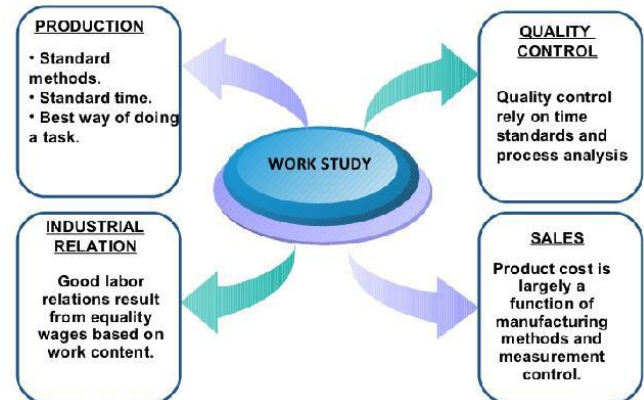 PRODUCTION
• Standard
methods.
• Standard time.
• Best way of doing
a task.
QUALITY
CONTROL
Quality control
rely on time
standards and
process analysis
WORK STUDY
INDUSTRIAL
RELATION
Good labor
relations result
from equality
wages based on
work content.
SALES
Product cost is
largely a
function of
manufacturing
methods and
measurement
control.